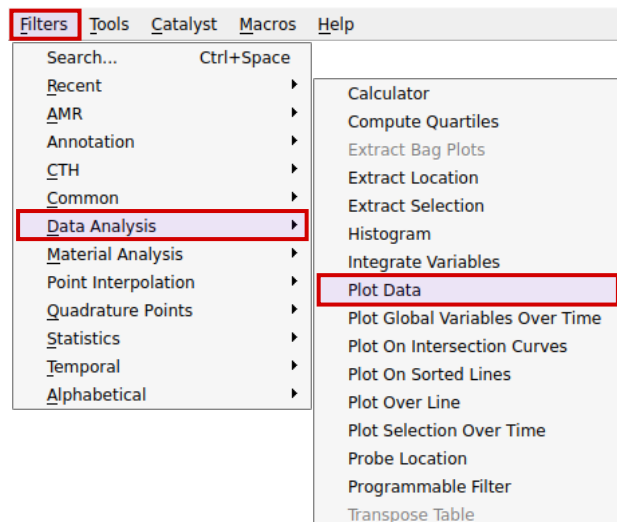 Filters Tools Catalyst Macros Help
Search... Ctrl+Space
Recent
AMR
Annotation
CTH
Common
Data Analysis
Material Analysis
Point Interpolation
Quadrature Points
Statistics
Temporal
Alphabetical
Calculator
Compute Quartiles
Extract Bag Plots
Extract Location
Extract Selection
Histogram
Integrate Variables
Plot Data
Plot Global Variables Over Time
Plot On Intersection Curves
Plot On Sorted Lines
Plot Over Line
Plot Selection Over Time
Probe Location
Programmable Filter
Transpose Table